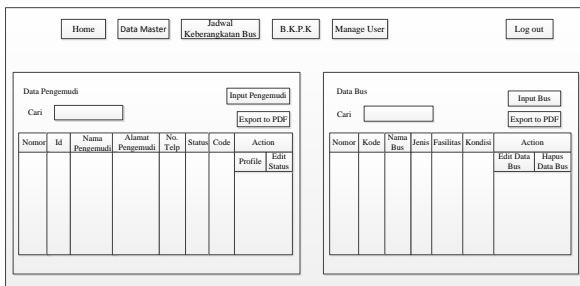 Home
Data Master
Jadwal
Keberangkatan Bus
B.K.P.K
Manage User
Log out
Data Pengemudi
Input Pengemudi
Cari
Export to PDF
Nomor
Id
Nama
Pengemudi
Alamat
Pengemudi
No.
Telp
Status
Code
Action
Profile
Edit
Status
Data Bus
Input Bus
Cari
Export to PDF
Nomor
Kode
Nama
Bus
Jenis
Fasilitas
Kondisi
Action
Edit Data
Bus
Hapus
Data Bus